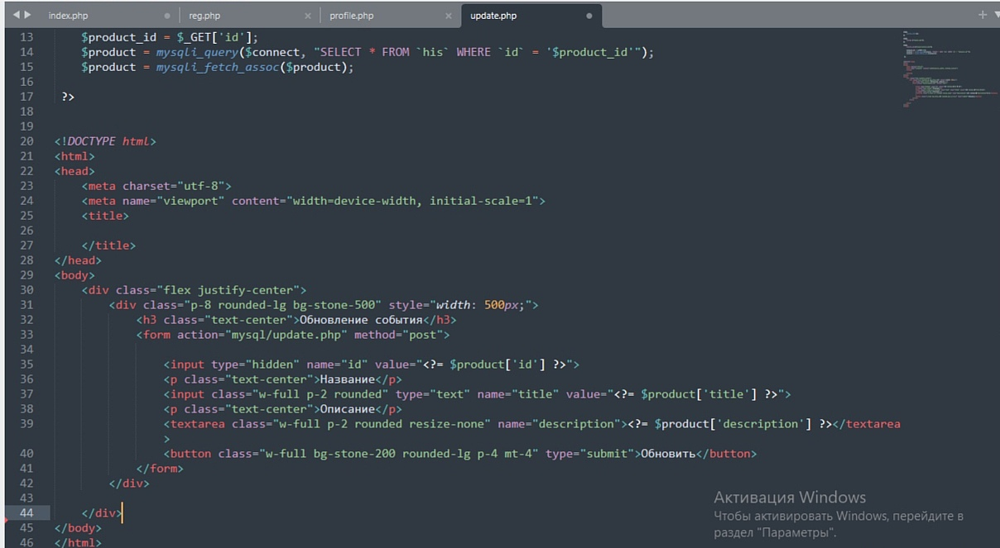 index.php reg.php profile.php update.php
13 $product_id = $_GET['id'];
14 $product = mysqli_query($connect, "SELECT * FROM `his` WHERE `id` = '$product_id'");
15 $product = mysqli_fetch_assoc($product);
16
17 ?>
18
19
20 <!DOCTYPE html>
21 <html>
22 <head>
23 <meta charset="utf-8">
24 <meta name="viewport" content="width=device-width, initial-scale=1">
25 <title>
26
27 </title>
28 </head>
29 <body>
30 <div class="flex justify-center">
31 <div class="p-8 rounded-lg bg-stone-500" style="width: 500px;">
32 <h3 class="text-center">Обновление события</h3>
33 <form action="mysql/update.php" method="post">
34
35 <input type="hidden" name="id" value="<?= $product['id'] ?>">
36 <p class="text-center">Название</p>
37 <input class="w-full p-2 rounded" type="text" name="title" value="<?= $product['title'] ?>">
38 <p class="text-center">Описание</p>
39 <textarea class="w-full p-2 rounded resize-none" name="description"><?= $product['description'] ?></textarea
>
40 <button class="w-full bg-stone-200 rounded-lg p-4 mt-4" type="submit">Обновить</button>
41 </form>
42 </div>
43
44 </div>
45 </body>
46 </html>
Активация Windows
Чтобы активировать Windows, перейдите в
раздел "Параметры".